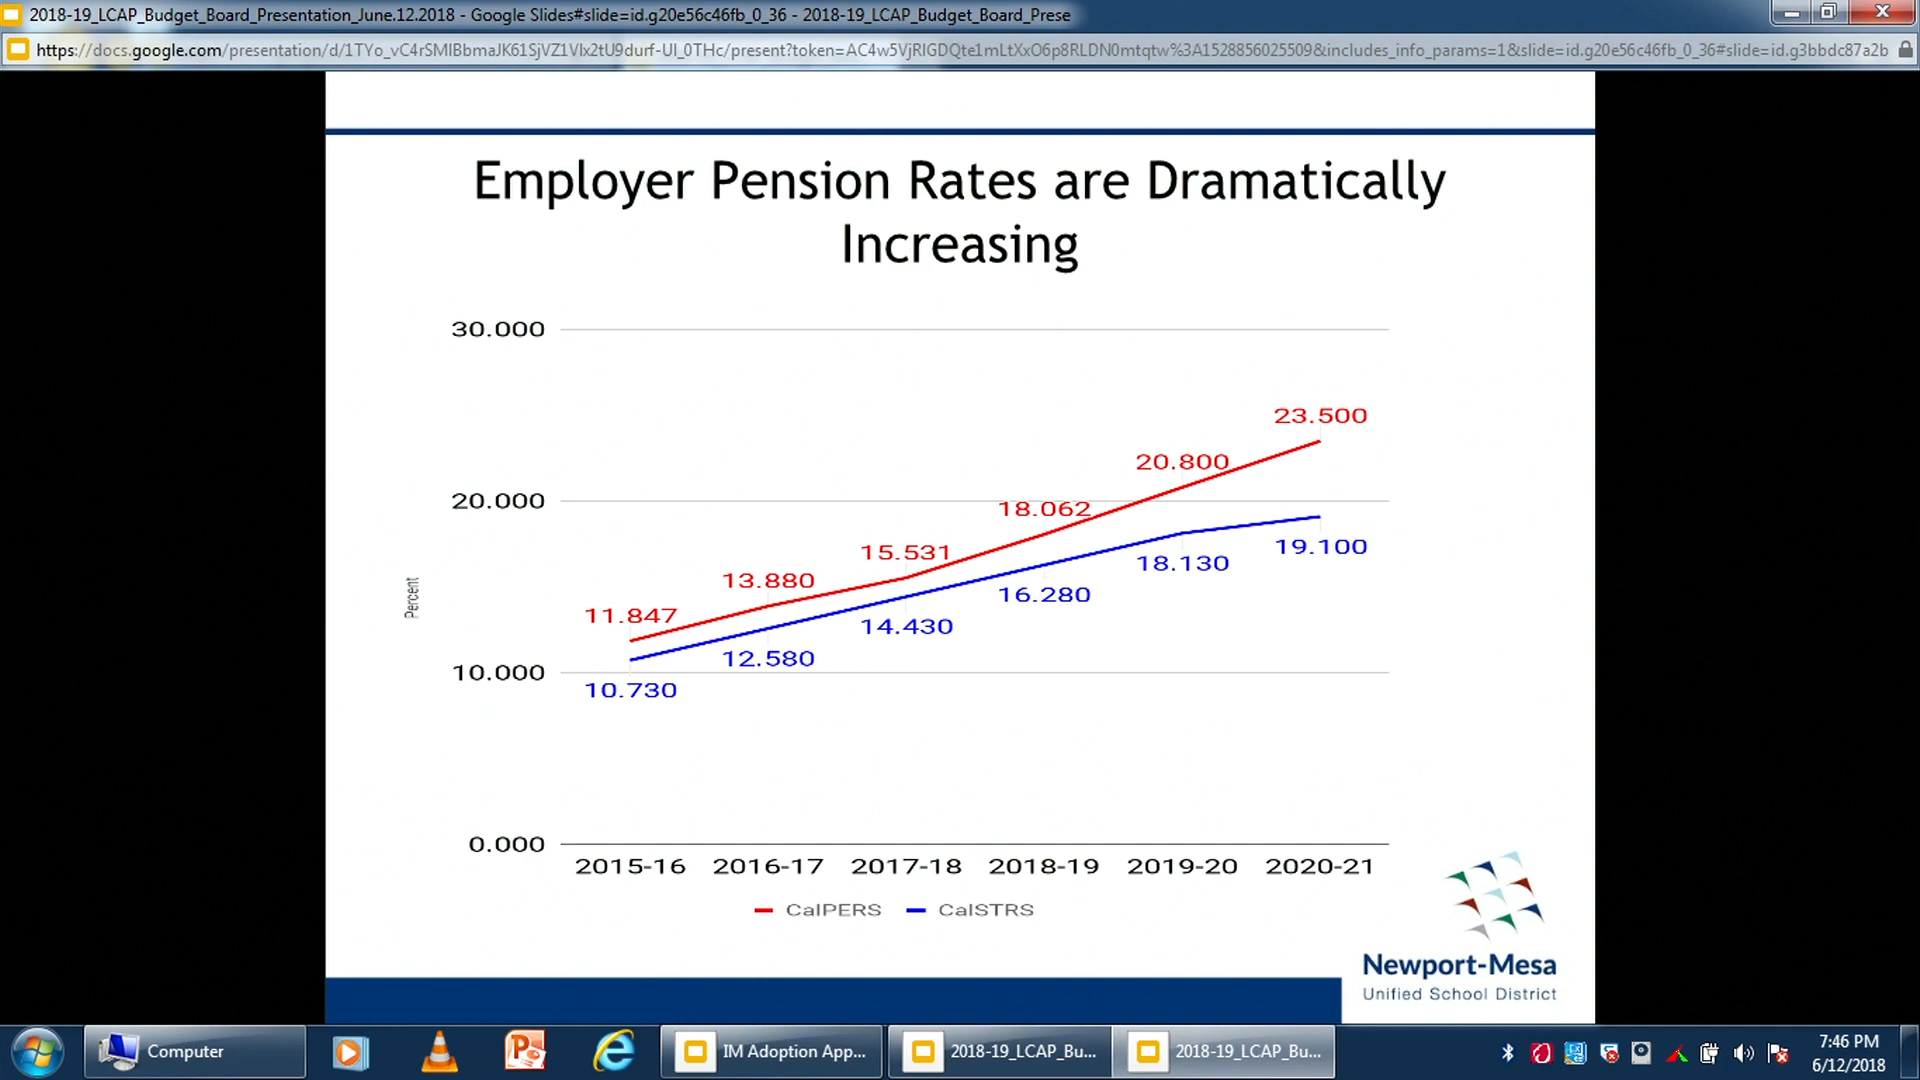 2018-19_LCAP_Budget_Board_Presentation_June.12.2018 - Google Slides#slide=id.g20e56c46fb_0_36 - 2018-19_LCAP_Budget_Board_Prese
https://docs.google.com/presentation/d/1TYo_vC4rSMIBbmaJK61SjVZ1Vlx2tU9durf-UI_0THc/present?token=AC4w5VjRIGDQte1mLtXxO6p8RLDN0mtqtw%3A1528856025509&includes_info_params=1&slide=id.g20e56c46fb_0_36#slide=id.g3bbdc87a2b
Employer Pension Rates are Dramatically
Increasing
30.000
20.000
10.000
0.000
Percent
11.847
13.880
15.531
18.062
20.800
23.500
10.730
12.580
14.430
16.280
18.130
19.100
2015-16 2016-17 2017-18 2018-19 2019-20 2020-21
CalPERS CalSTRS
Newport-Mesa
Unified School District
Computer
IM Adoption App...
2018-19_LCAP_Bu...
2018-19_LCAP_Bu...
7:46 PM
6/12/2018